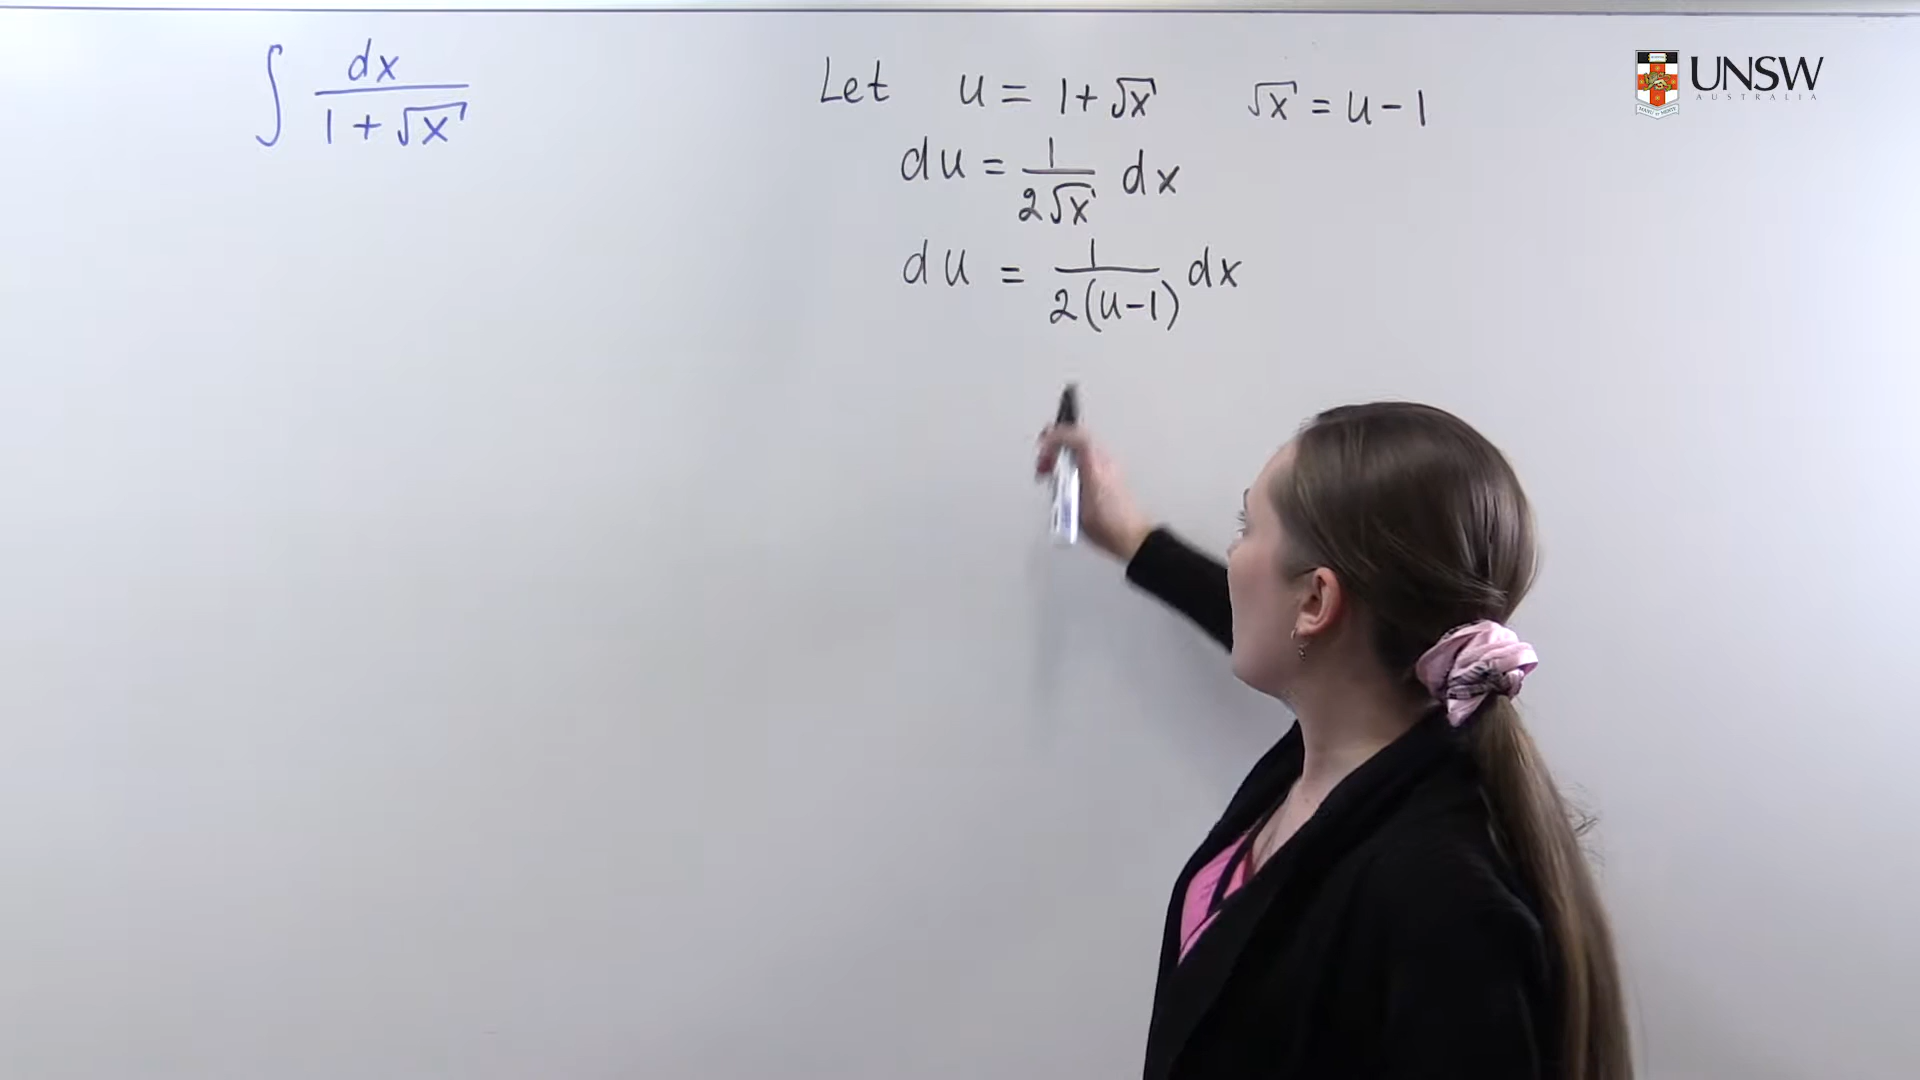 ∫ dx / (1 + √x)
Let u = 1 + √x √x = u - 1
du = 1 / (2√x) dx
du = 1 / (2(u-1)) dx
UNSW
AUSTRALIA